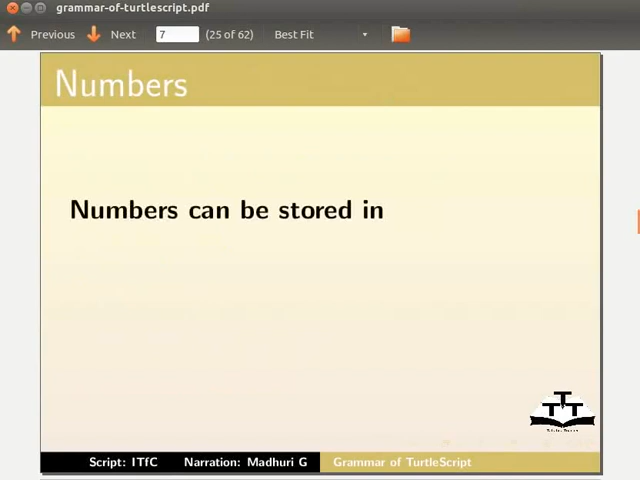 grammar-of-turtlescript.pdf
Previous Next 7 (25 of 62) Best Fit
Numbers
Numbers can be stored in
TTT
Script: ITfC Narration: Madhuri G Grammar of TurtleScript